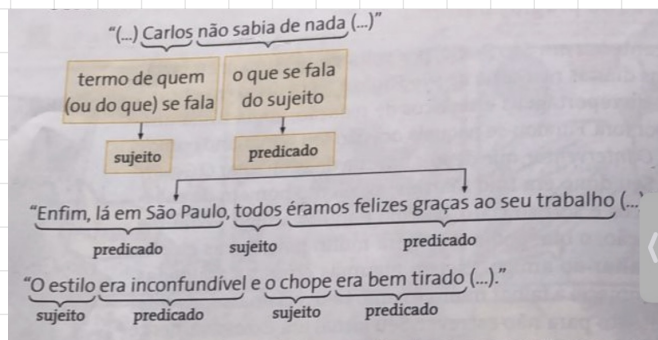 “(...) Carlos não sabia de nada (...)”
termo de quem
(ou do que) se fala
o que se fala
do sujeito
sujeito
predicado
“Enfim, lá em São Paulo, todos éramos felizes graças ao seu trabalho (...)
predicado sujeito predicado
“O estilo era inconfundível e o chope era bem tirado (...).”
sujeito predicado sujeito predicado